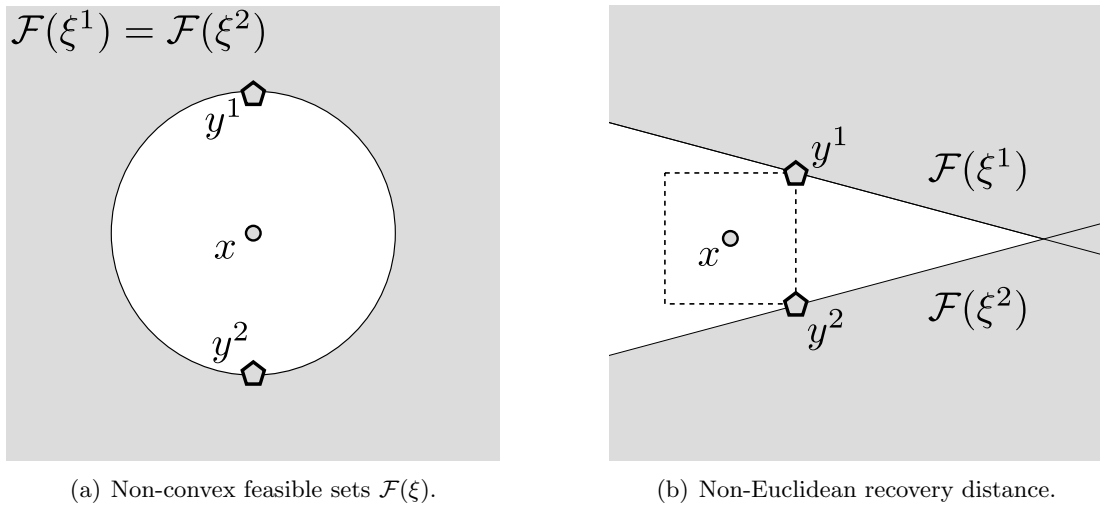 𝓕(ξ¹) = 𝓕(ξ²)
y¹
x
y²
(a) Non-convex feasible sets 𝓕(ξ).
y¹
𝓕(ξ¹)
x
𝓕(ξ²)
y²
(b) Non-Euclidean recovery distance.